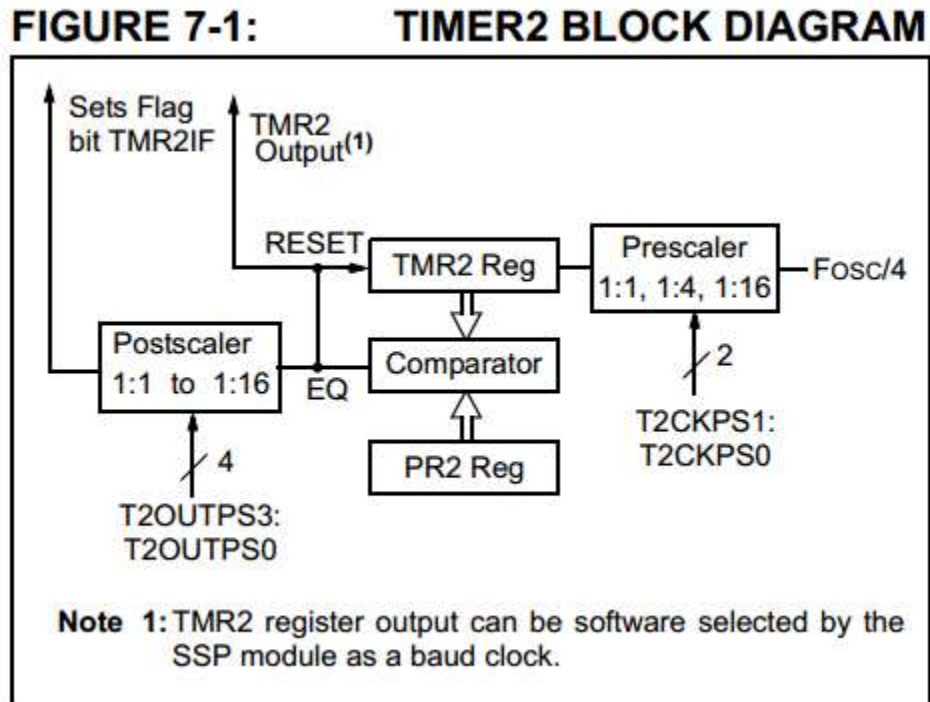 FIGURE 7-1: TIMER2 BLOCK DIAGRAM
Sets Flag
bit TMR2IF
TMR2
Output(1)
RESET
TMR2 Reg
Prescaler
1:1, 1:4, 1:16
FOSC/4
Postscaler
1:1 to 1:16
EQ
Comparator
2
T2CKPS1:
T2CKPS0
4
PR2 Reg
T2OUTPS3:
T2OUTPS0
Note 1: TMR2 register output can be software selected by the
SSP module as a baud clock.